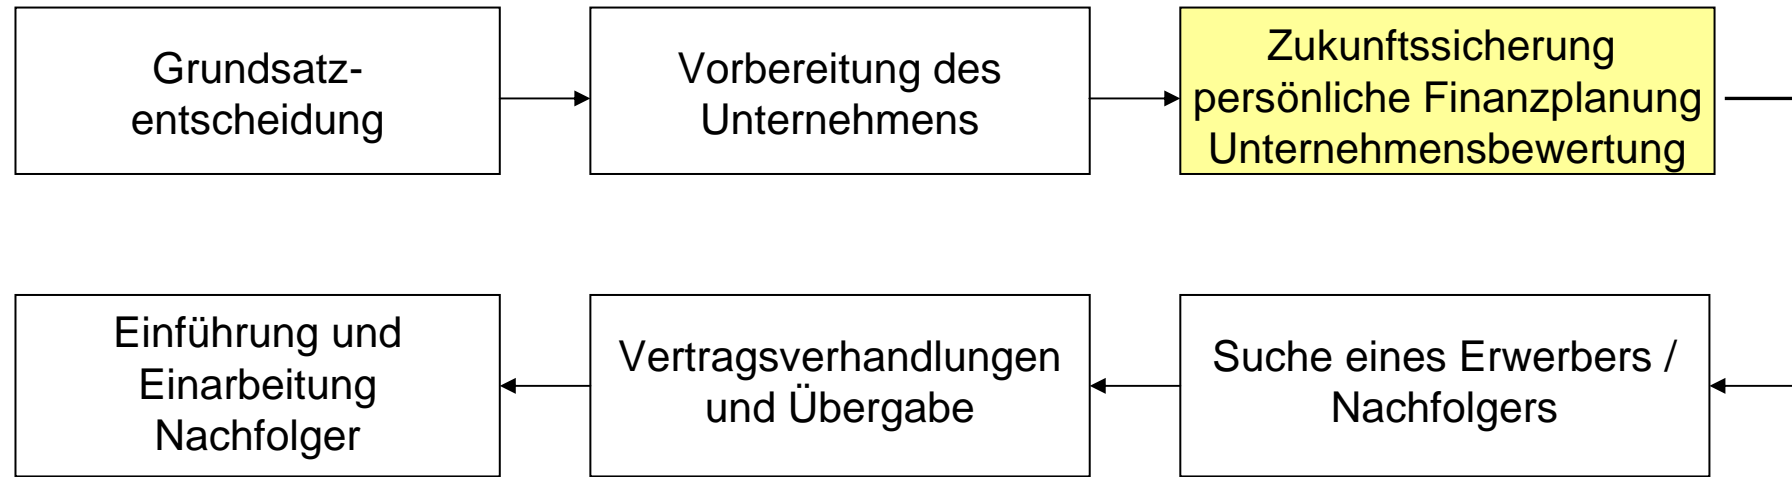 Grundsatz-
entscheidung
Vorbereitung des
Unternehmens
Zukunftssicherung
persönliche Finanzplanung
Unternehmensbewertung
Suche eines Erwerbers /
Nachfolgers
Vertragsverhandlungen
und Übergabe
Einführung und
Einarbeitung
Nachfolger